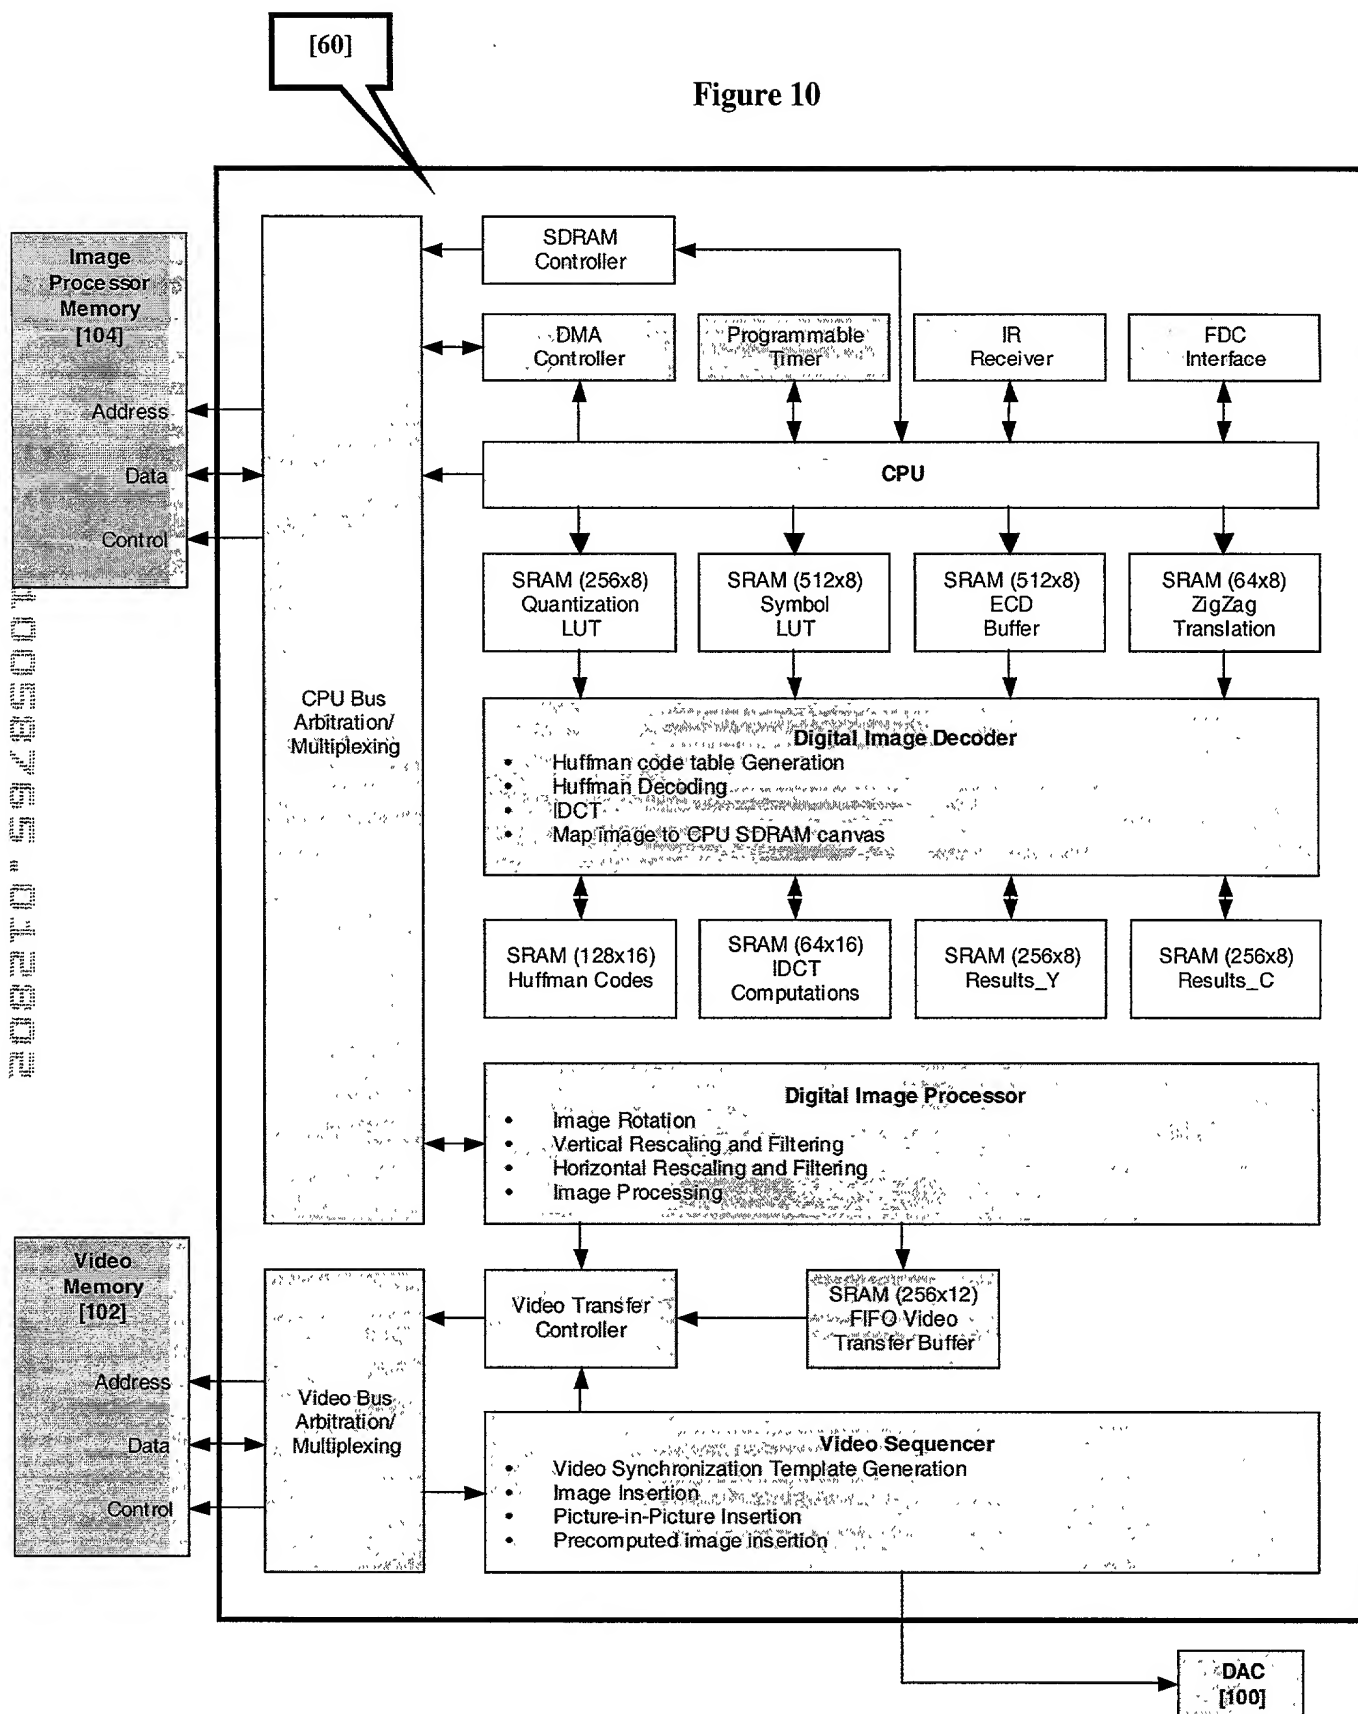 [60]
Figure 10
Image
Processor
Memory
[104]
Address
Data
Control
SDRAM
Controller
DMA
Controller
Programmable
Timer
IR
Receiver
FDC
Interface
CPU
SRAM (256x8)
Quantization
LUT
SRAM (512x8)
Symbol
LUT
SRAM (512x8)
ECD
Buffer
SRAM (64x8)
ZigZag
Translation
CPU Bus
Arbitration/
Multiplexing
Digital Image Decoder
• Huffman code table Generation
• Huffman Decoding
• IDCT
• Map image to CPU SDRAM canvas
SRAM (128x16)
Huffman Codes
SRAM (64x16)
IDCT
Computations
SRAM (256x8)
Results_Y
SRAM (256x8)
Results_C
Digital Image Processor
• Image Rotation
• Vertical Rescaling and Filtering
• Horizontal Rescaling and Filtering
• Image Processing
Video
Memory
[102]
Address
Data
Control
Video Bus
Arbitration/
Multiplexing
Video Transfer
Controller
SRAM (256x12)
FIFO Video
Transfer Buffer
Video Sequencer
• Video Synchronization Template Generation
• Image Insertion
• Picture-in-Picture Insertion
• Precomputed image insertion
DAC
[100]
10058765.012802